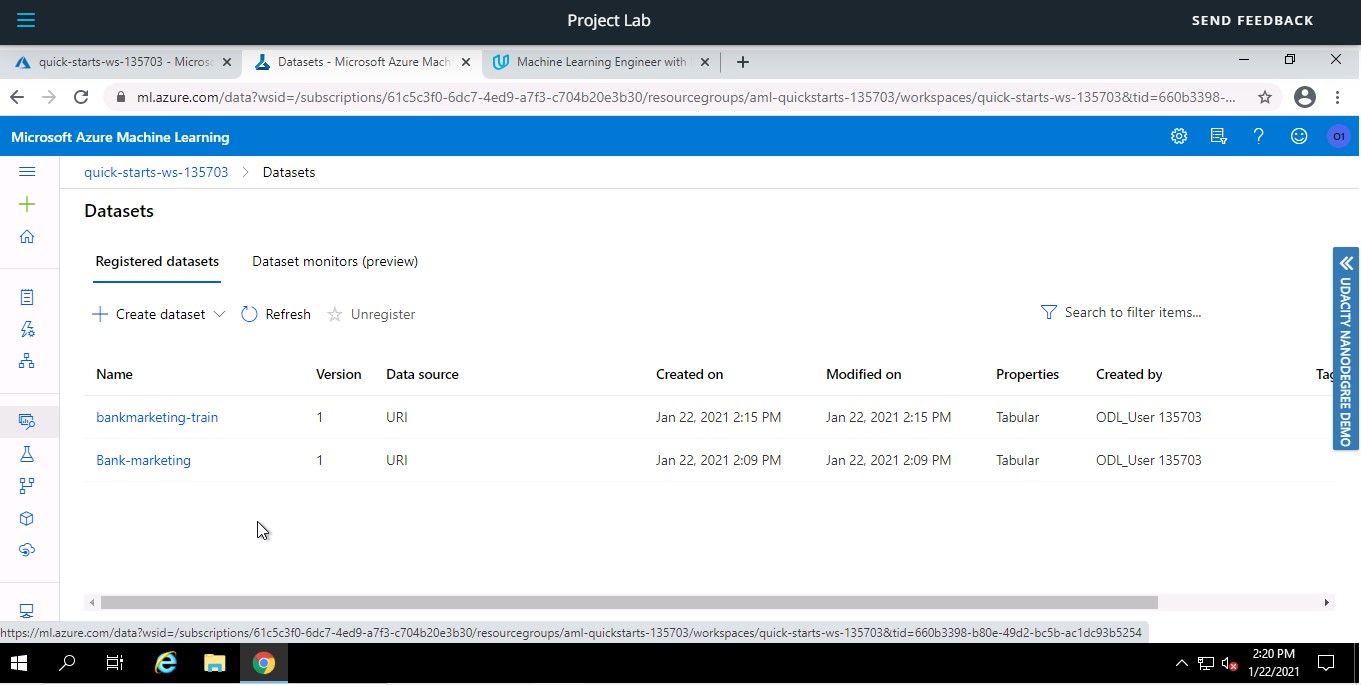 Project Lab
SEND FEEDBACK
quick-starts-ws-135703 - Micros
Datasets - Microsoft Azure Mach
Machine Learning Engineer with
ml.azure.com/data?wsid=/subscriptions/61c5c3f0-6dc7-4ed9-a7f3-c704b20e3b30/resourcegroups/aml-quickstarts-135703/workspaces/quick-starts-ws-135703&tid=660b3398-...
Microsoft Azure Machine Learning
O1
quick-starts-ws-135703 > Datasets
Datasets
Registered datasets
Dataset monitors (preview)
Create dataset
Refresh
Unregister
Search to filter items...
Name Version Data source Created on Modified on Properties Created by Tag
bankmarketing-train 1 URI Jan 22, 2021 2:15 PM Jan 22, 2021 2:15 PM Tabular ODL_User 135703
Bank-marketing 1 URI Jan 22, 2021 2:09 PM Jan 22, 2021 2:09 PM Tabular ODL_User 135703
UDACITY NANODEGREE DEMO
https://ml.azure.com/data?wsid=/subscriptions/61c5c3f0-6dc7-4ed9-a7f3-c704b20e3b30/resourcegroups/aml-quickstarts-135703/workspaces/quick-starts-ws-135703&tid=660b3398-b80e-49d2-bc5b-ac1dc93b5254
2:20 PM
1/22/2021